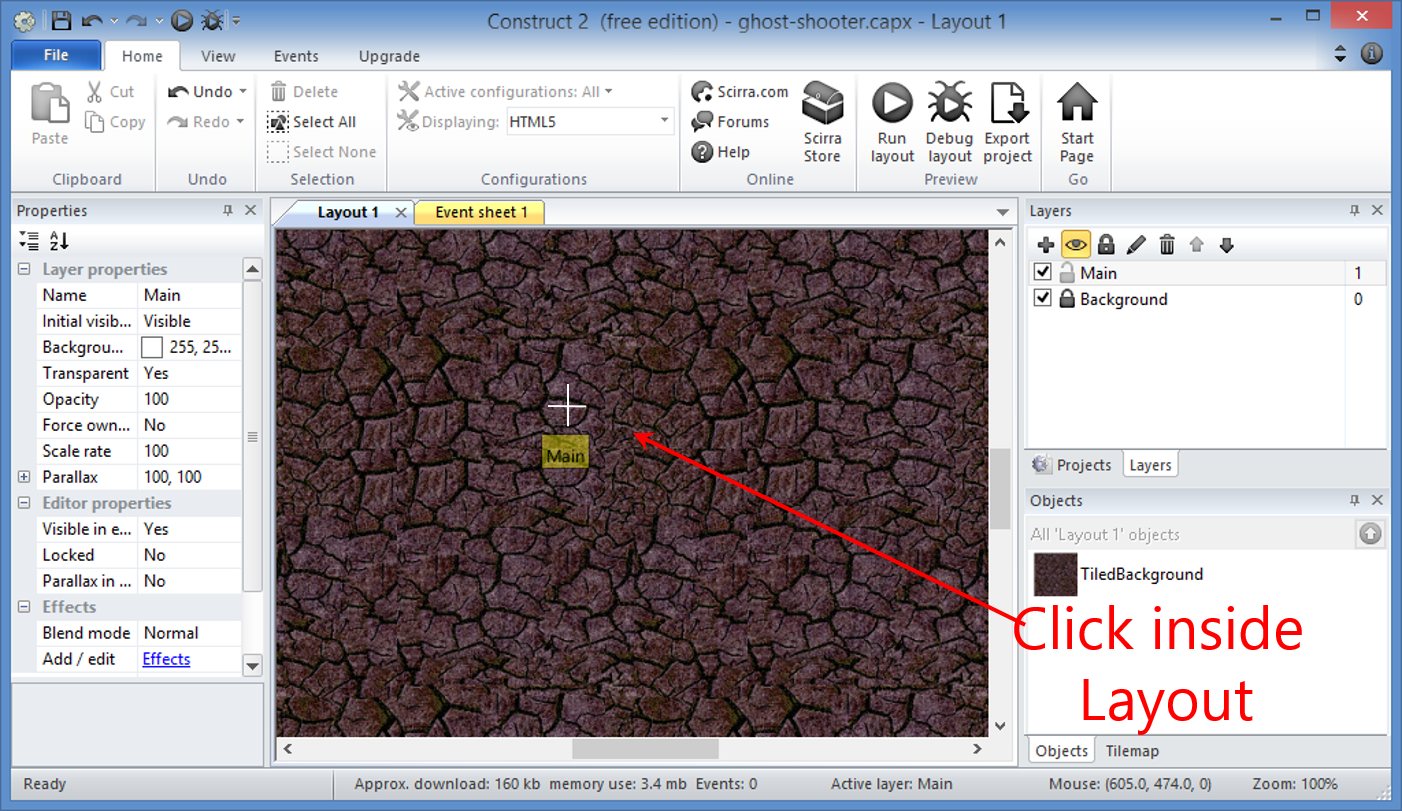 Construct 2 (free edition) - ghost-shooter.capx - Layout 1
File Home View Events Upgrade
Paste
Cut
Copy
Clipboard
Undo
Redo
Undo
Delete
Select All
Select None
Selection
Active configurations: All
Displaying: HTML5
Configurations
Scirra.com
Forums
Help
Scirra
Store
Online
Run
layout
Debug
layout
Export
project
Preview
Start
Page
Go
Properties
A
Z
Layer properties
Name Main
Initial visib... Visible
Backgrou... 255, 25...
Transparent Yes
Opacity 100
Force own... No
Scale rate 100
Parallax 100, 100
Editor properties
Visible in e... Yes
Locked No
Parallax in ... No
Effects
Blend mode Normal
Add / edit Effects
Layout 1 Event sheet 1
Main
Layers
Main 1
Background 0
Projects Layers
Objects
All 'Layout 1' objects
TiledBackground
Click inside
Layout
Objects Tilemap
Ready Approx. download: 160 kb memory use: 3.4 mb Events: 0 Active layer: Main Mouse: (605.0, 474.0, 0) Zoom: 100%